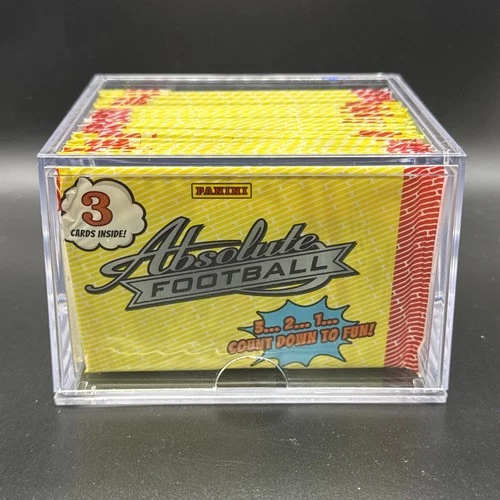 PANINI
3
CARDS INSIDE!
Absolute
FOOTBALL
3... 2... 1...
COUNT DOWN TO FUN!